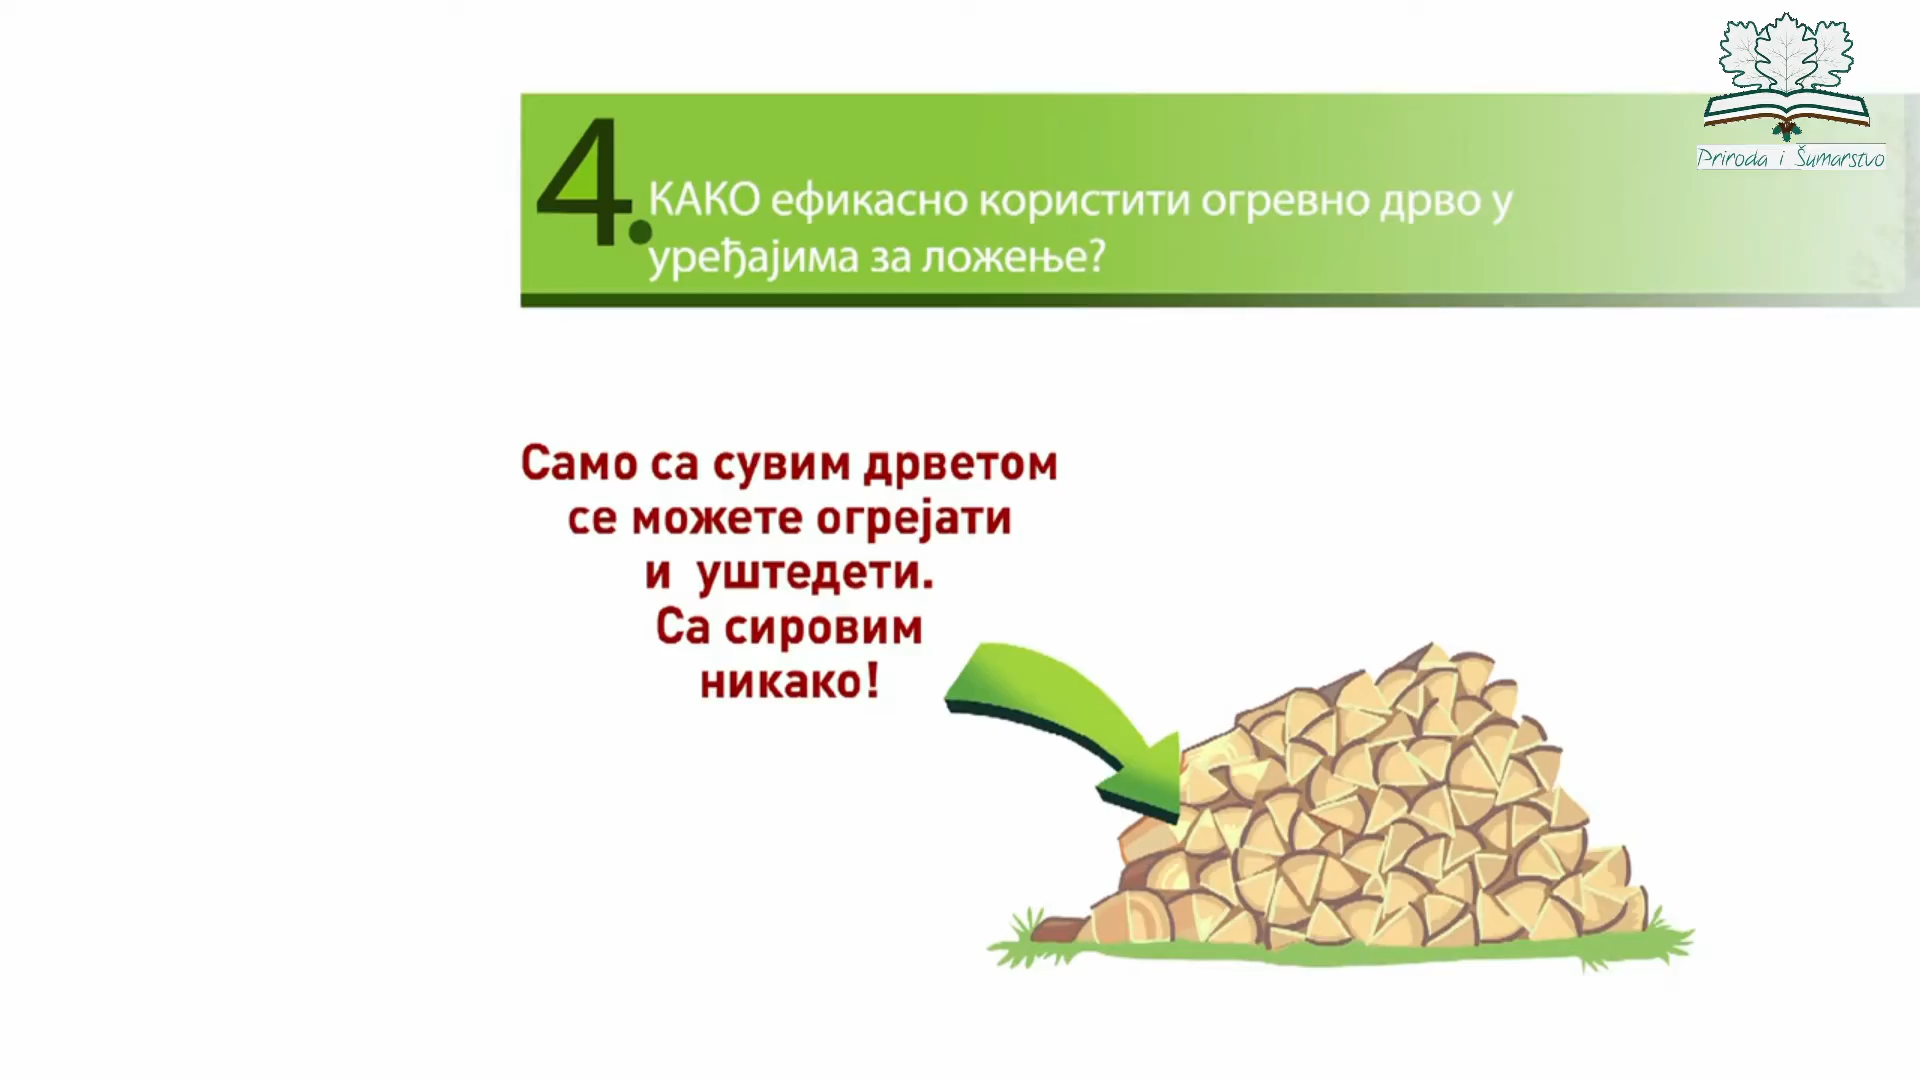 Priroda i Šumarstvo
4.
КАКО ефикасно користити огревно дрво у
уређајима за ложење?
Само са сувим дрветом
се можете огрејати
и уштедети.
Са сировим
никако!